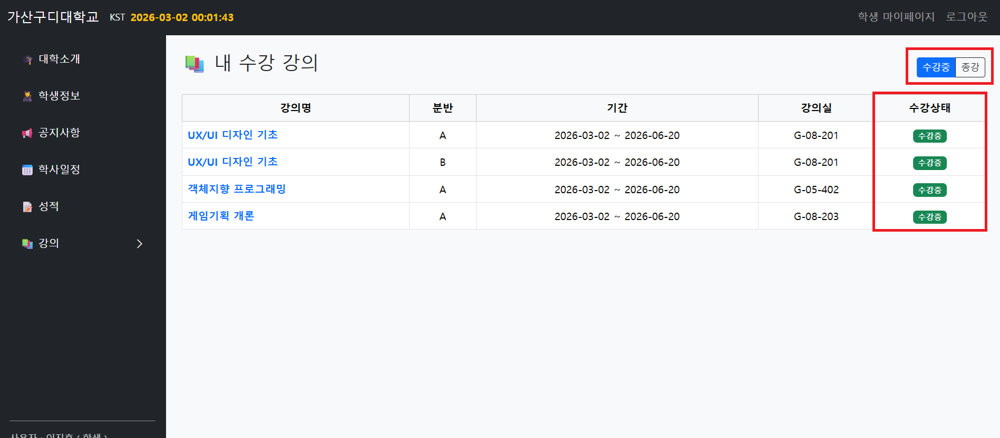 가산구디대학교 KST 2026-03-02 00:01:43 학생 마이페이지 로그아웃
대학소개
학생정보
공지사항
학사일정
성적
강의
내 수강 강의
수강중 종강
강의명 분반 기간 강의실 수강상태
UX/UI 디자인 기초 A 2026-03-02 ~ 2026-06-20 G-08-201 수강중
UX/UI 디자인 기초 B 2026-03-02 ~ 2026-06-20 G-08-201 수강중
객체지향 프로그래밍 A 2026-03-02 ~ 2026-06-20 G-05-402 수강중
게임기획 개론 A 2026-03-02 ~ 2026-06-20 G-08-203 수강중
사용자 : ( 학생 )